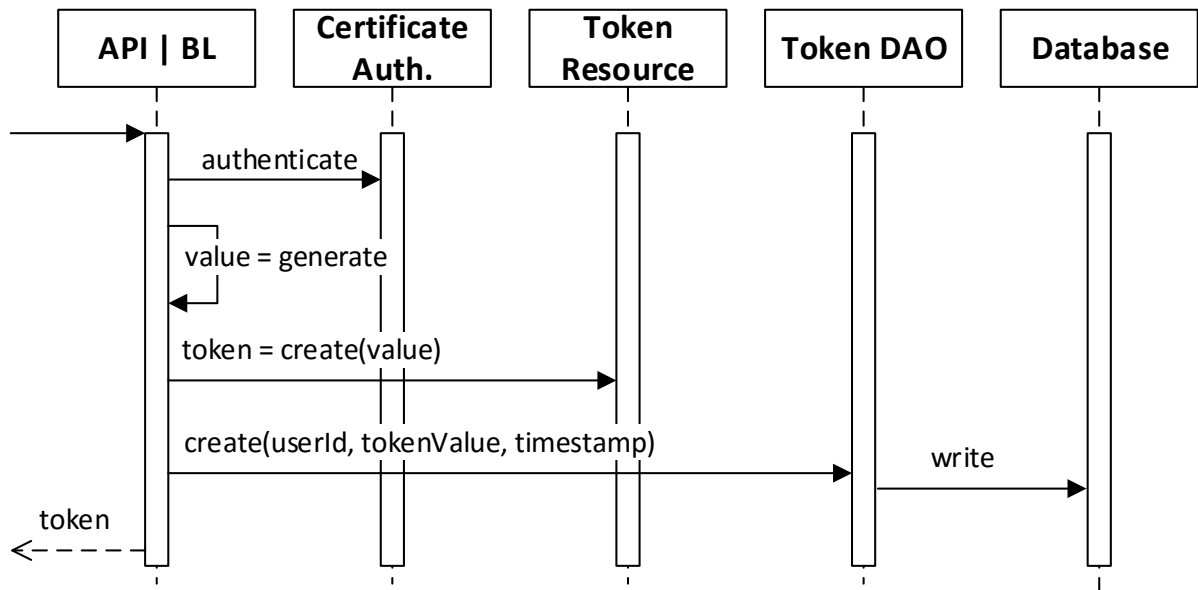 API | BL
Certificate
Auth.
Token
Resource
Token DAO
Database
authenticate
value = generate
token = create(value)
create(userId, tokenValue, timestamp)
write
token